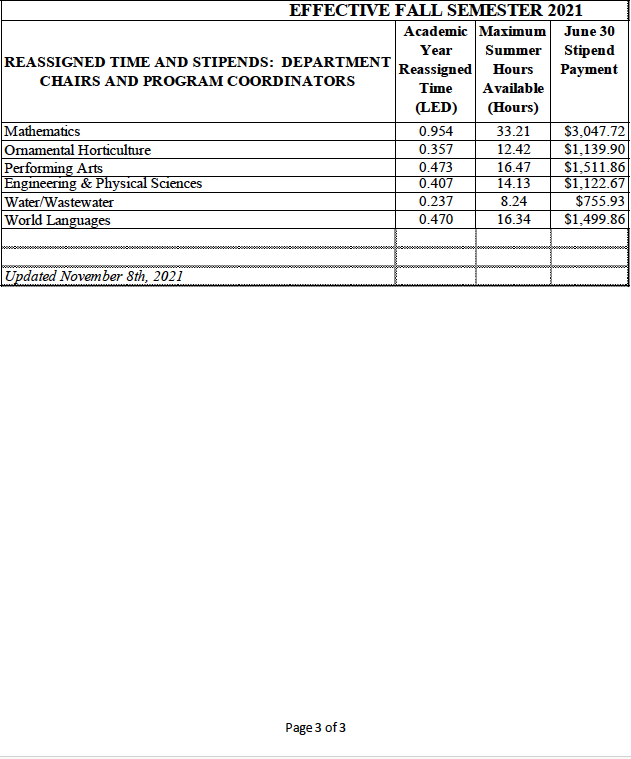 EFFECTIVE FALL SEMESTER 2021
REASSIGNED TIME AND STIPENDS: DEPARTMENT
CHAIRS AND PROGRAM COORDINATORS
Academic
Year
Reassigned
Time
(LED)
Maximum
Summer
Hours
Available
(Hours)
June 30
Stipend
Payment
Mathematics 0.954 33.21 $3,047.72
Ornamental Horticulture 0.357 12.42 $1,139.90
Performing Arts 0.473 16.47 $1,511.86
Engineering & Physical Sciences 0.407 14.13 $1,122.67
Water/Wastewater 0.237 8.24 $755.93
World Languages 0.470 16.34 $1,499.86
Updated November 8th, 2021
Page 3 of 3